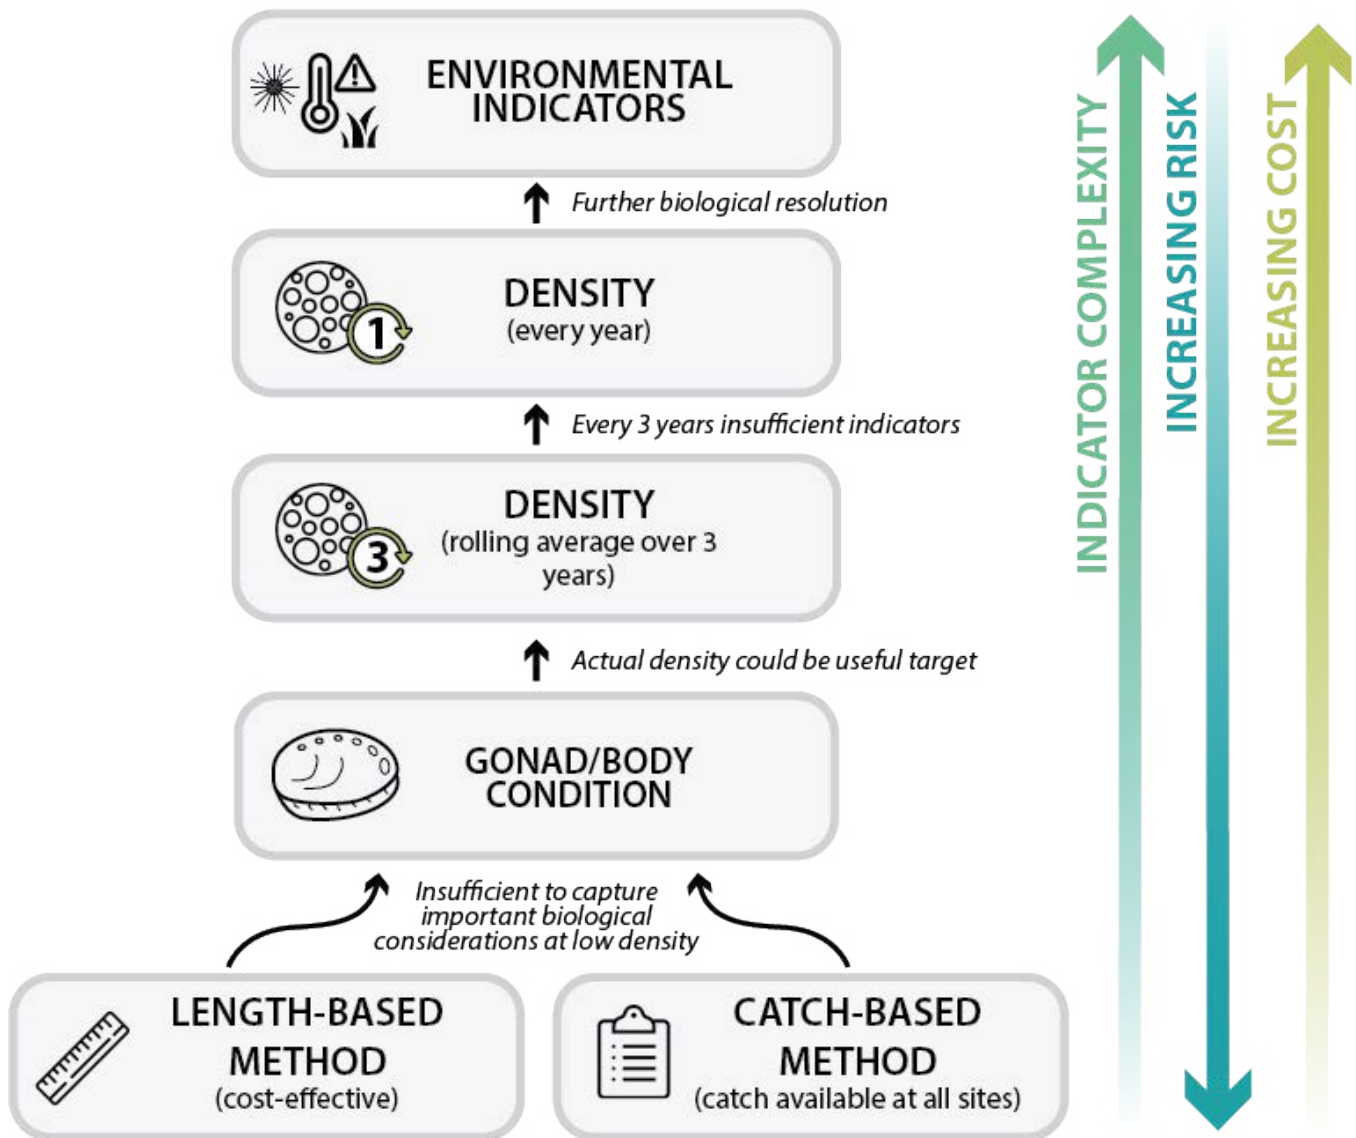 ENVIRONMENTAL
INDICATORS
Further biological resolution
1
DENSITY
(every year)
Every 3 years insufficient indicators
3
DENSITY
(rolling average over 3
years)
Actual density could be useful target
GONAD/BODY
CONDITION
Insufficient to capture
important biological
considerations at low density
LENGTH-BASED
METHOD
(cost-effective)
CATCH-BASED
METHOD
(catch available at all sites)
INDICATOR COMPLEXITY
INCREASING RISK
INCREASING COST